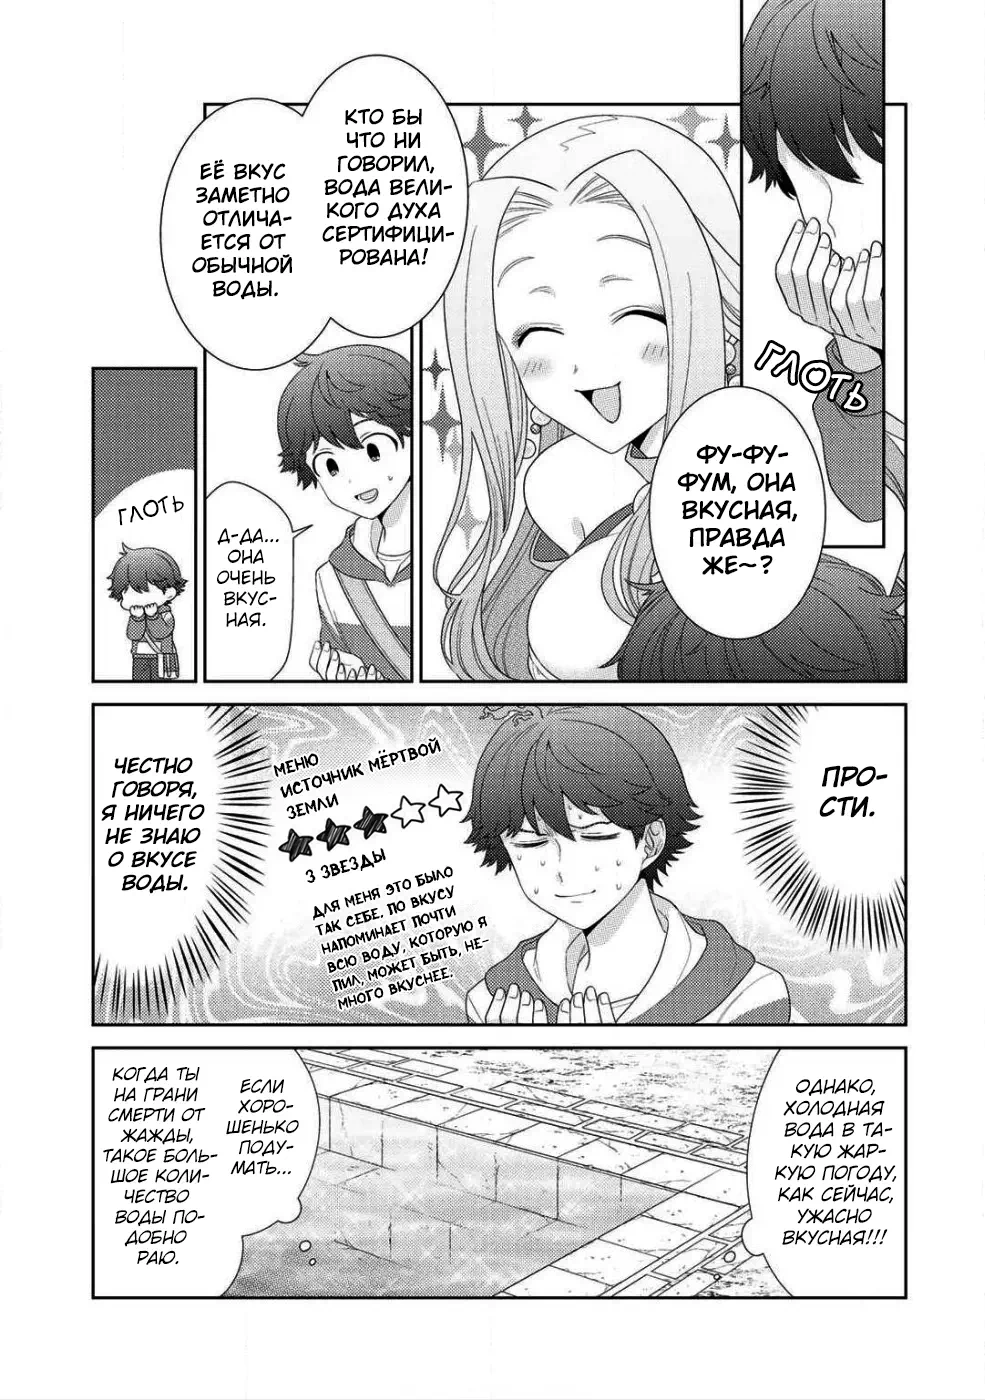 ГЛОТЬ
ФУ-ФУ-
ФУМ, ОНА
ВКУСНАЯ,
ПРАВДА
ЖЕ~?
КТО БЫ
ЧТО НИ
ГОВОРИЛ,
ВОДА ВЕЛИ-
КОГО ДУХА
СЕРТИФИЦИ-
РОВАНА!
ЕЁ ВКУС
ЗАМЕТНО
ОТЛИЧА-
ЕТСЯ ОТ
ОБЫЧНОЙ
ВОДЫ.
Д-ДА...
ОНА
ОЧЕНЬ
ВКУС-
НАЯ.
ГЛОТЬ
ПРО-
СТИ.
МЕНЮ
ИСТОЧНИК МЁРТВОЙ
ЗЕМЛИ
3 ЗВЕЗДЫ
ДЛЯ МЕНЯ ЭТО БЫЛО
ТАК СЕБЕ, ПО ВКУСУ
НАПОМИНАЕТ ПОЧТИ
ВСЮ ВОДУ, КОТОРУЮ Я
ПИЛ, МОЖЕТ БЫТЬ, НЕ-
МНОГО ВКУСНЕЕ.
ЧЕСТНО
ГОВОРЯ,
Я НИЧЕГО
НЕ ЗНАЮ
О ВКУСЕ
ВОДЫ.
ОДНАКО,
ХОЛОДНАЯ
ВОДА В ТА-
КУЮ ЖАР-
КУЮ ПОГОДУ,
КАК СЕЙЧАС,
УЖАСНО
ВКУСНАЯ!!!
ЕСЛИ
ХОРО-
ШЕНЬКО
ПОДУ-
МАТЬ...
КОГДА ТЫ
НА ГРАНИ
СМЕРТИ ОТ
ЖАЖДЫ,
ТАКОЕ БОЛЬ-
ШОЕ КОЛИ-
ЧЕСТВО
ВОДЫ ПО-
ДОБНО
РАЮ.